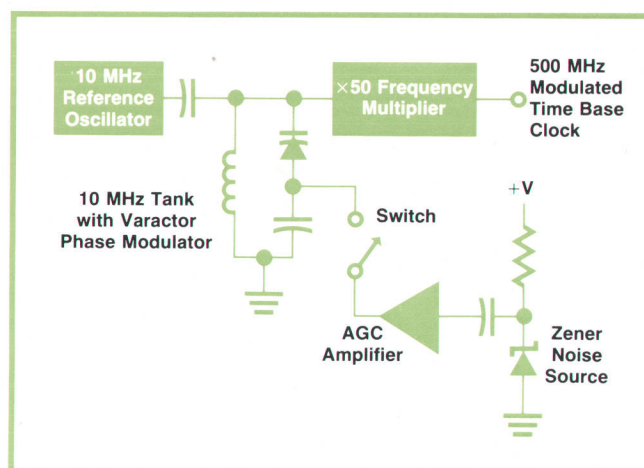 10 MHz
Reference
Oscillator
×50 Frequency
Multiplier
500 MHz
Modulated
Time Base
Clock
10 MHz Tank
with Varactor
Phase Modulator
Switch
+V
AGC
Amplifier
Zener
Noise
Source